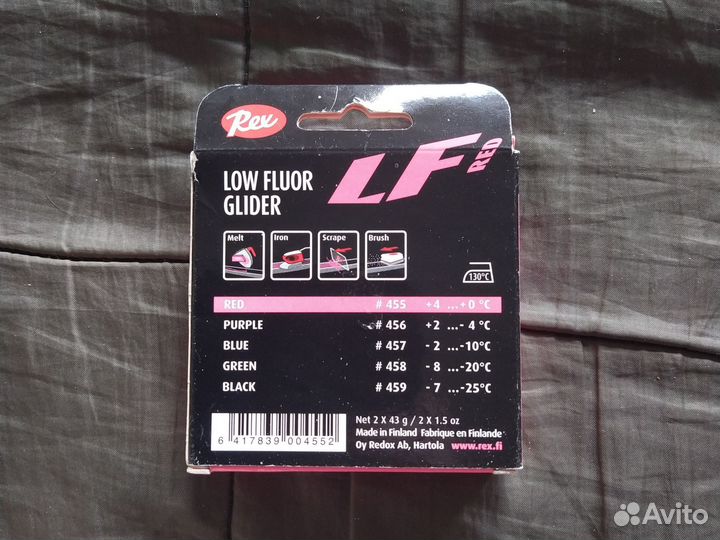 Rex
LF RED
LOW FLUOR
GLIDER
Melt Iron Scrape Brush
130°C
RED # 455 +4 ...+0 °C
PURPLE # 456 +2 ...- 4 °C
BLUE # 457 - 2 ...-10°C
GREEN # 458 - 8 ...-20°C
BLACK # 459 - 7 ...-25°C
Net 2 X 43 g / 2 X 1.5 oz
Made in Finland Fabrique en Finlande
Oy Redox Ab, Hartola www.rex.fi
6 417839 004552
Avito